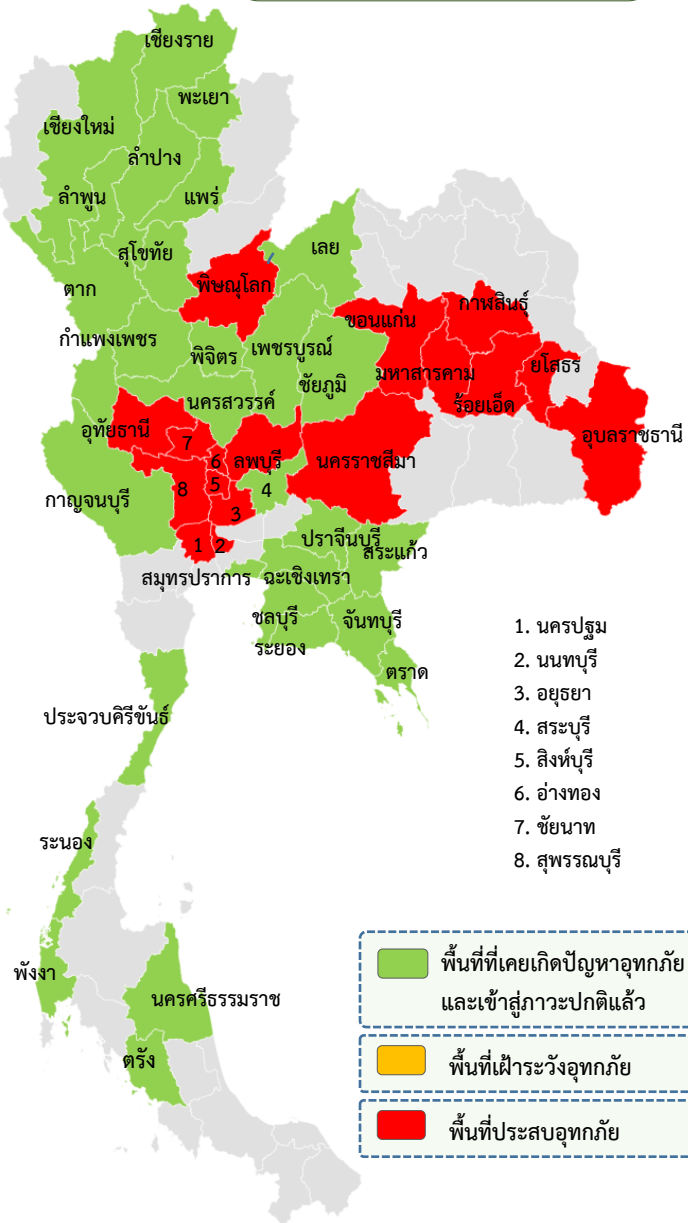 เชียงราย
พะเยา
เชียงใหม่
ลำปาง
ลำพูน
แพร่
สุโขทัย
เลย
ตาก
พิษณุโลก
กาฬสินธุ์
ขอนแก่น
กำแพงเพชร
พิจิตร
เพชรบูรณ์
มหาสารคาม
ยโสธร
ชัยภูมิ
ร้อยเอ็ด
นครสวรรค์
อุทัยธานี
อุบลราชธานี
7
6
ลพบุรี
นครราชสีมา
กาญจนบุรี
8
5
4
3
ปราจีนบุรี
1
2
สระแก้ว
สมุทรปราการ
ฉะเชิงเทรา
ชลบุรี
จันทบุรี
ระยอง
ตราด
1. นครปฐม
2. นนทบุรี
3. อยุธยา
4. สระบุรี
5. สิงห์บุรี
6. อ่างทอง
7. ชัยนาท
8. สุพรรณบุรี
ประจวบคิรีขันธ์
ระนอง
พังงา
นครศรีธรรมราช
ตรัง
พื้นที่ที่เคยเกิดปัญหาอุทกภัย
และเข้าสู่ภาวะปกติแล้ว
พื้นที่เฝ้าระวังอุทกภัย
พื้นที่ประสบอุทกภัย